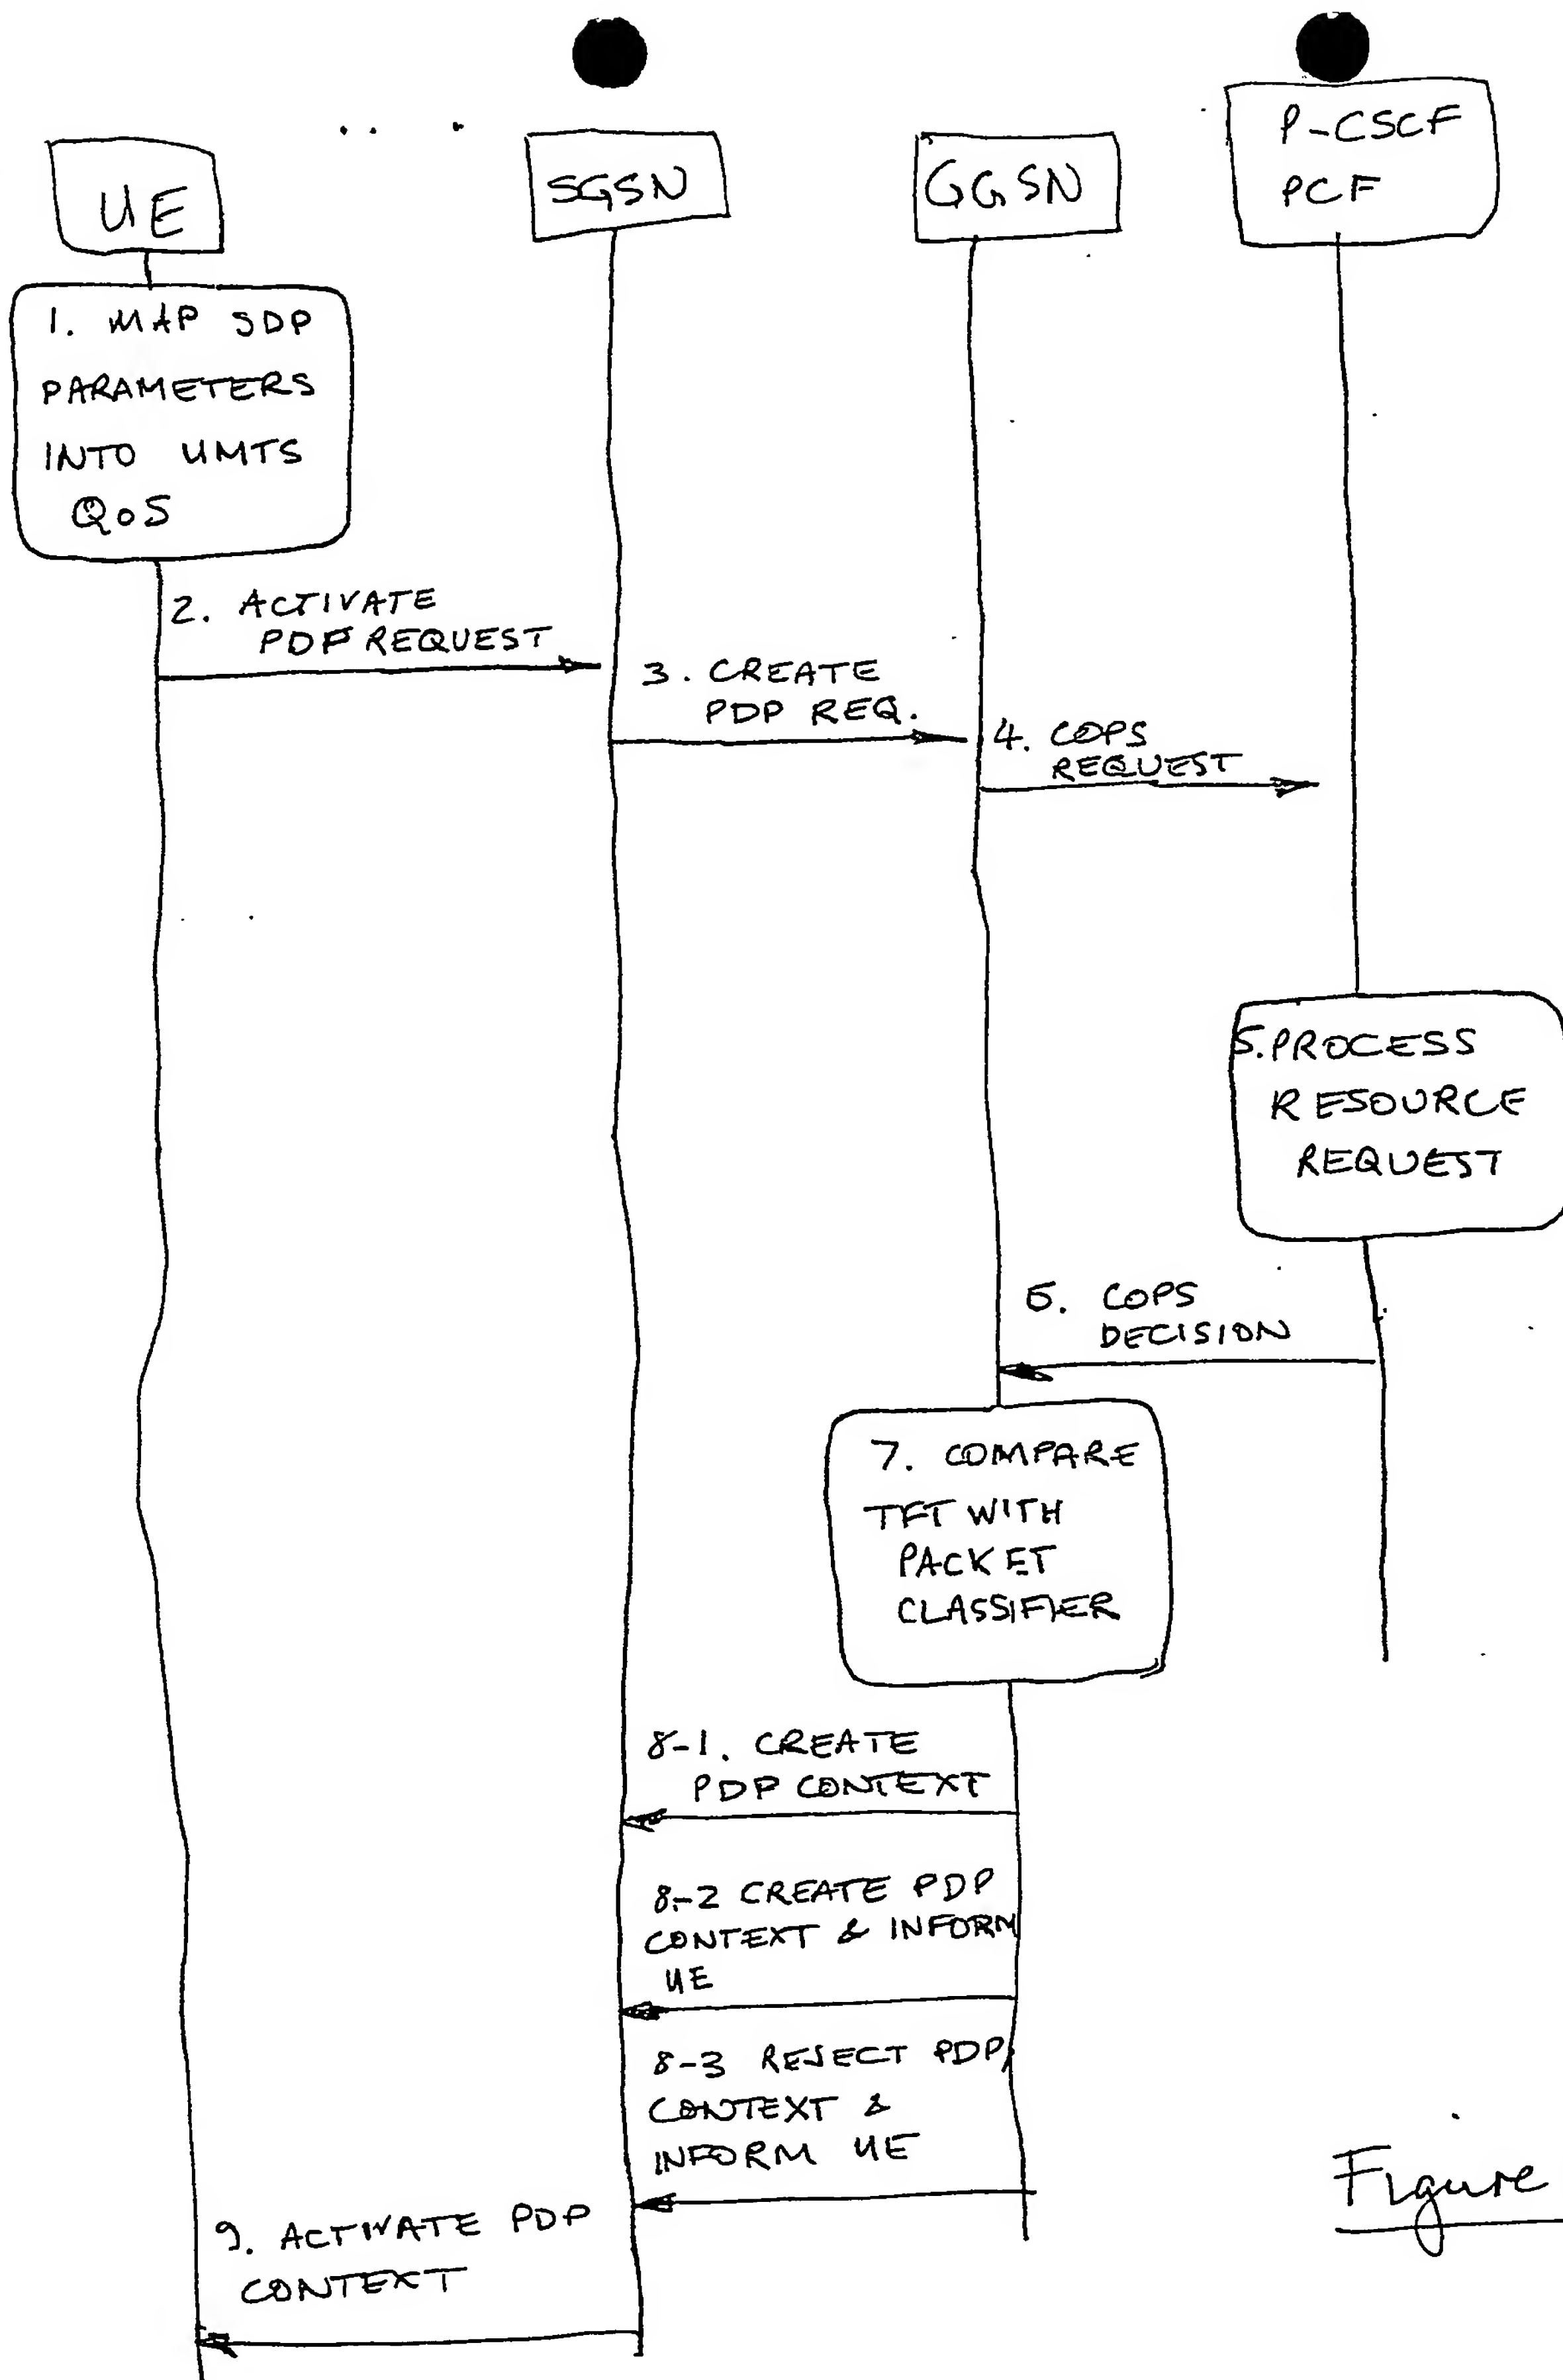 UE
SGSN
GGSN
P-CSCF
PCF
1. MAP SDP
PARAMETERS
INTO UMTS
QoS
2. ACTIVATE
PDP REQUEST
3. CREATE
PDP REQ.
4. COPS
REQUEST
5. PROCESS
RESOURCE
REQUEST
6. COPS
DECISION
7. COMPARE
TFT WITH
PACKET
CLASSIFIER
8-1. CREATE
PDP CONTEXT
8-2 CREATE PDP
CONTEXT & INFORM
UE
8-3 REJECT PDP
CONTEXT &
INFORM UE
9. ACTIVATE PDP
CONTEXT
Figure